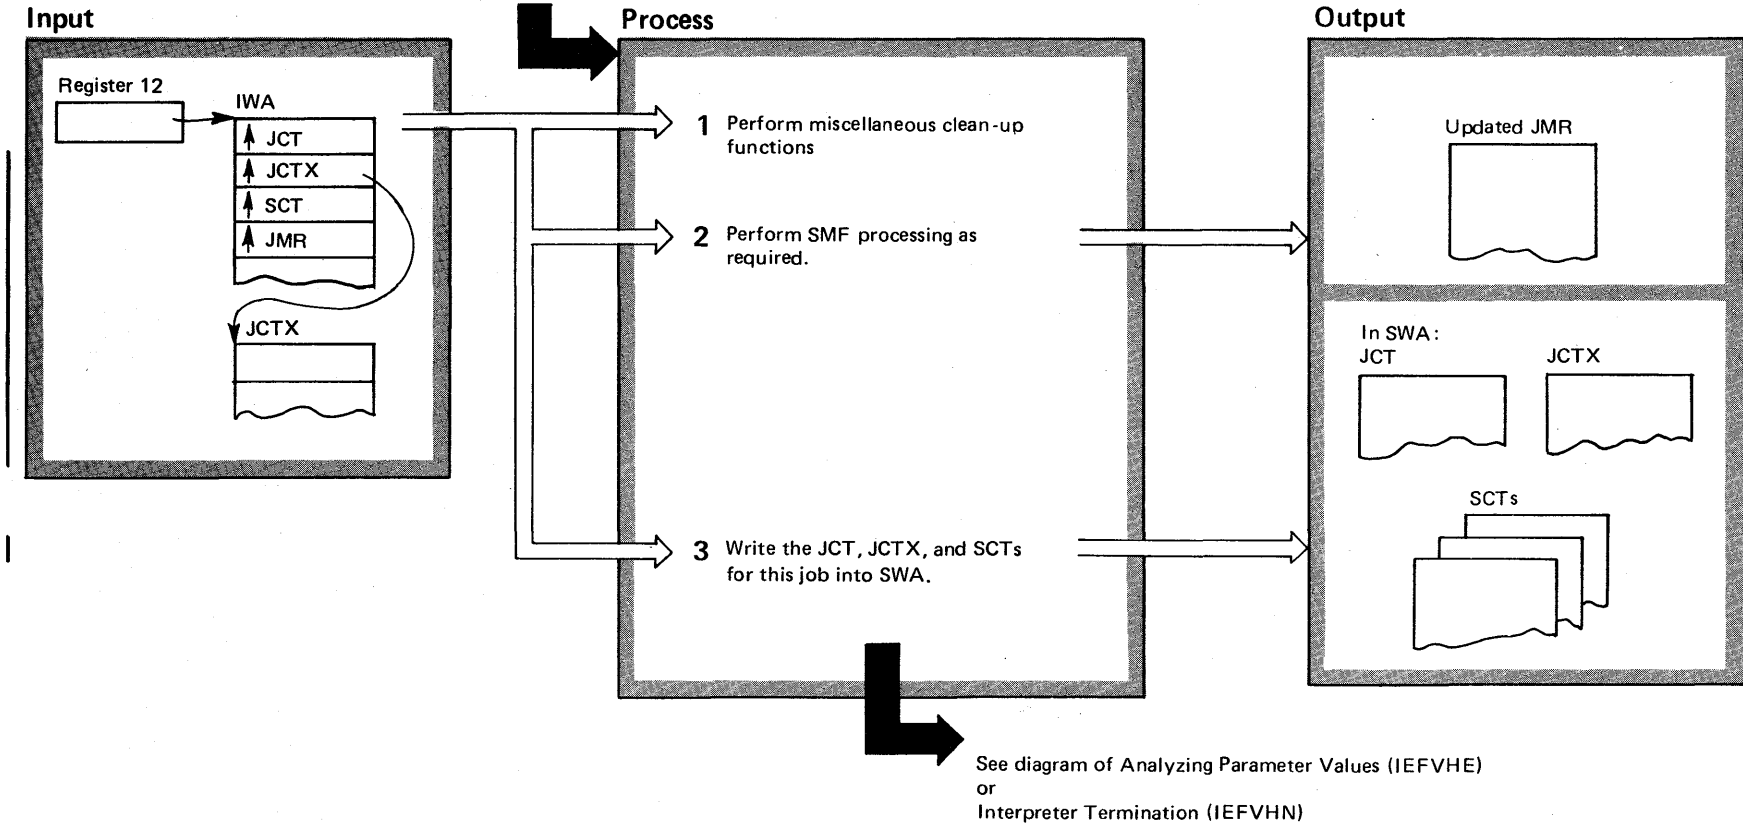 Input
Register 12
IWA
JCT
JCTX
SCT
JMR
JCTX
Process
1 Perform miscellaneous clean-up
functions
2 Perform SMF processing as
required.
3 Write the JCT, JCTX, and SCTs
for this job into SWA.
Output
Updated JMR
In SWA:
JCT
JCTX
SCTs
See diagram of Analyzing Parameter Values (IEFVHE)
or
Interpreter Termination (IEFVHN)